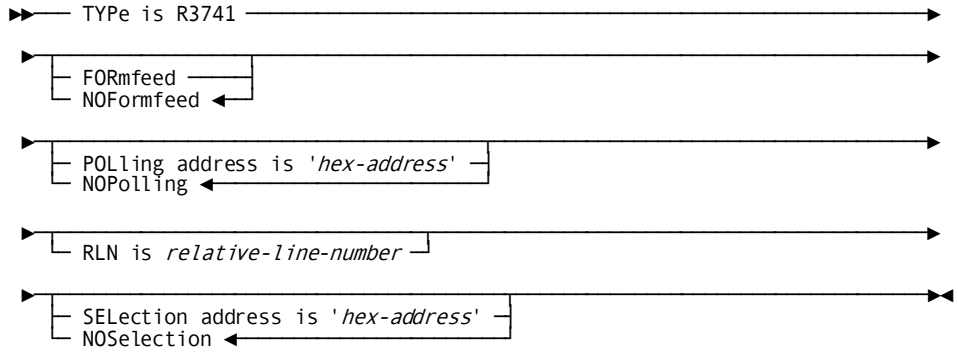 TYPe is R3741
FORmfeed
NOFormfeed
POLling address is 'hex-address'
NOPolling
RLN is relative-line-number
SELection address is 'hex-address'
NOSelection